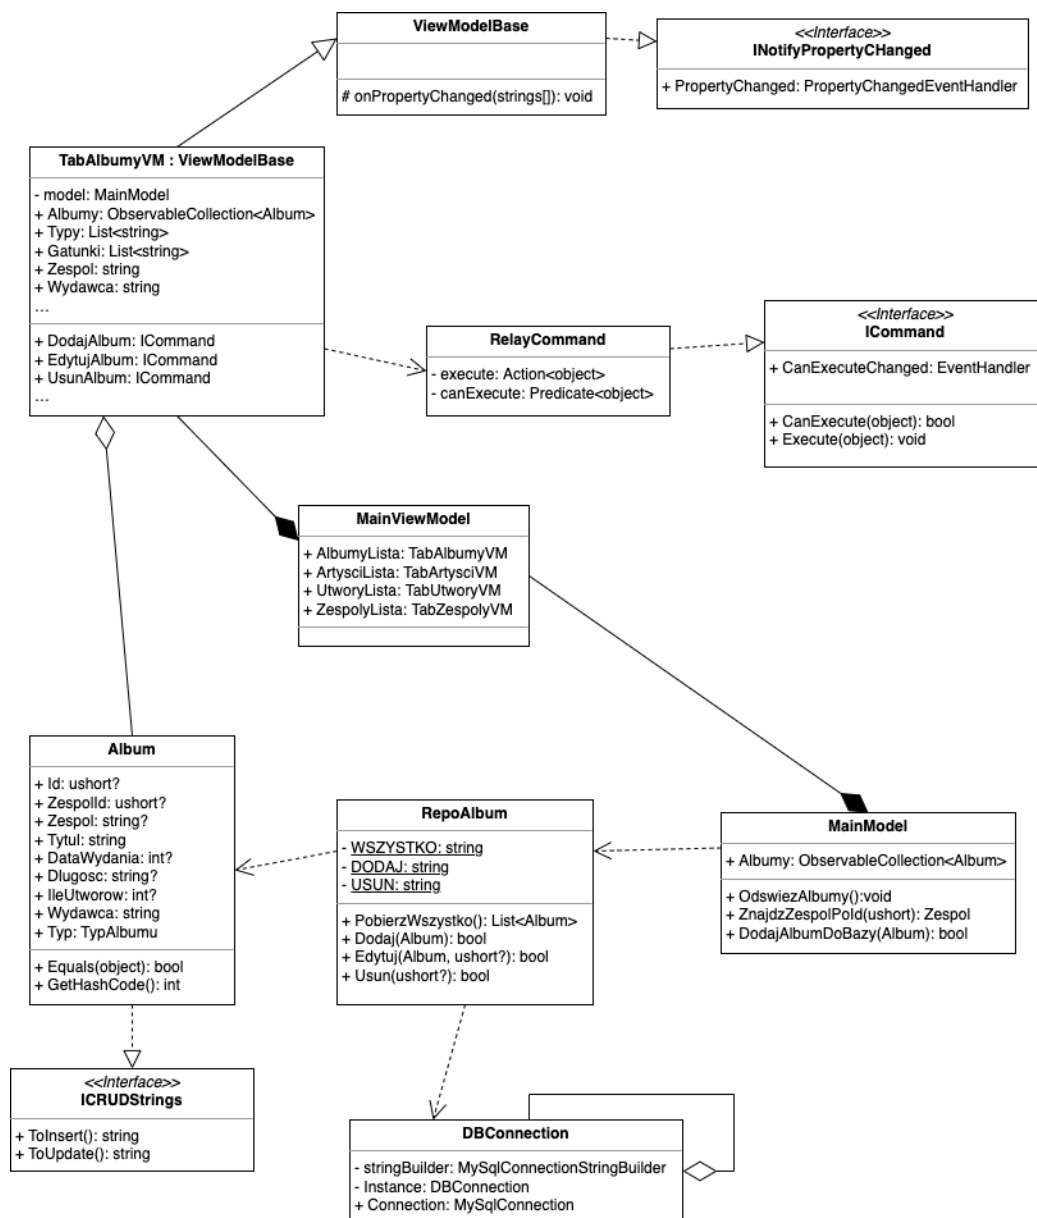 ViewModelBase
# onPropertyChanged(strings[]): void
<<Interface>>
INotifyPropertyCHanged
+ PropertyChanged: PropertyChangedEventHandler
TabAlbumyVM : ViewModelBase
- model: MainModel
+ Albumy: ObservableCollection<Album>
+ Typy: List<string>
+ Gatunki: List<string>
+ Zespol: string
+ Wydawca: string
...
+ DodajAlbum: ICommand
+ EdytujAlbum: ICommand
+ UsunAlbum: ICommand
...
RelayCommand
- execute: Action<object>
- canExecute: Predicate<object>
<<Interface>>
ICommand
+ CanExecuteChanged: EventHandler
+ CanExecute(object): bool
+ Execute(object): void
MainViewModel
+ AlbumyLista: TabAlbumyVM
+ ArtysciLista: TabArtysciVM
+ UtworyLista: TabUtworyVM
+ ZespolyLista: TabZespolyVM
Album
+ Id: ushort?
+ ZespolId: ushort?
+ Zespol: string?
+ Tytul: string
+ DataWydania: int?
+ Dlugosc: string?
+ IleUtworow: int?
+ Wydawca: string
+ Typ: TypAlbumu
+ Equals(object): bool
+ GetHashCode(): int
RepoAlbum
- WSZYSTKO: string
- DODAJ: string
- USUN: string
+ PobierzWszystko(): List<Album>
+ Dodaj(Album): bool
+ Edytuj(Album, ushort?): bool
+ Usun(ushort?): bool
MainModel
+ Albumy: ObservableCollection<Album>
+ OdswiezAlbumy():void
+ ZnajdzZespolPoId(ushort): Zespol
+ DodajAlbumDoBazy(Album): bool
<<Interface>>
ICRUDStrings
+ ToInsert(): string
+ ToUpdate(): string
DBConnection
- stringBuilder: MySqlConnectionStringBuilder
- Instance: DBConnection
+ Connection: MySqlConnection